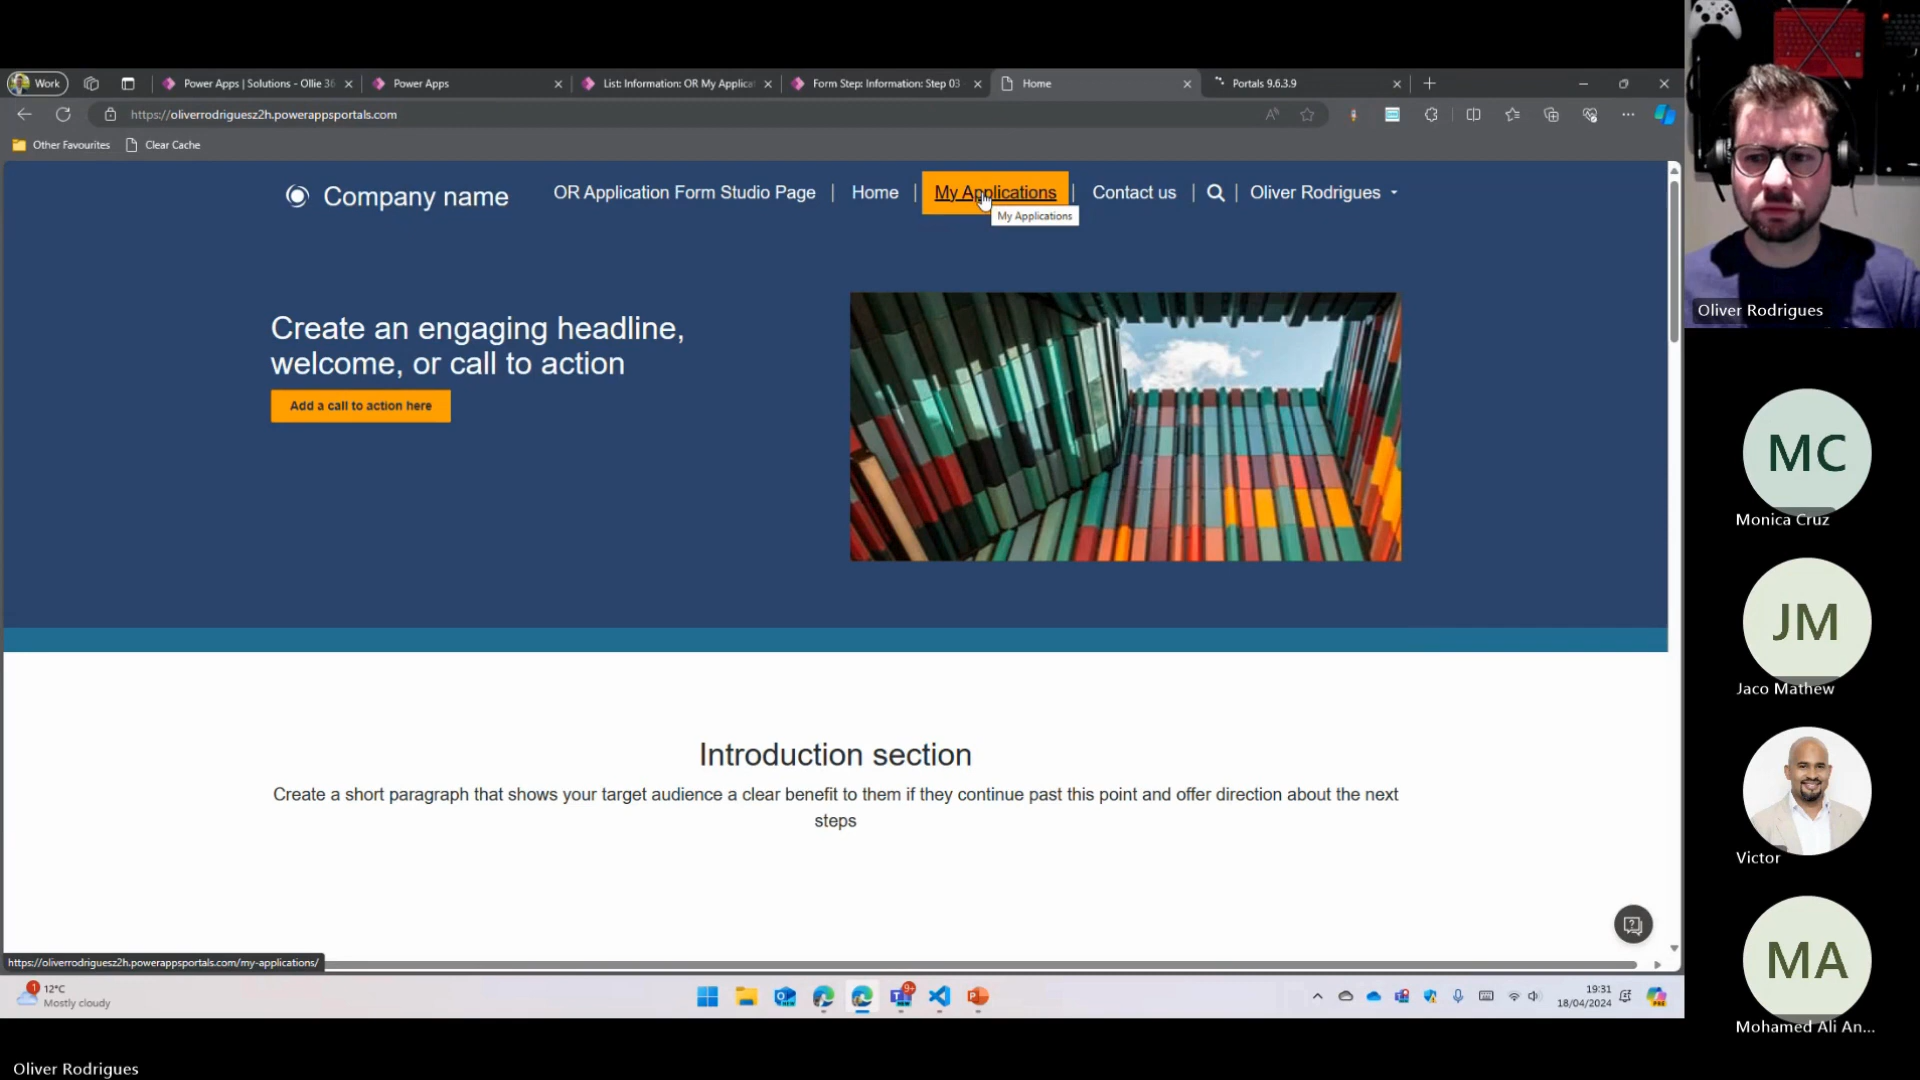 Work
Power Apps | Solutions - Ollie 36
Power Apps
List: Information: OR My Applica
Form Step: Information: Step 03
Home
Portals 9.6.3.9
https://oliverrodriguesz2h.powerappsportals.com
Other Favourites
Clear Cache
Company name
OR Application Form Studio Page
Home
My Applications
Contact us
Oliver Rodrigues
My Applications
Create an engaging headline,
welcome, or call to action
Add a call to action here
Introduction section
Create a short paragraph that shows your target audience a clear benefit to them if they continue past this point and offer direction about the next
steps
https://oliverrodriguesz2h.powerappsportals.com/my-applications/
1
12°C
Mostly cloudy
9+
19:31
18/04/2024
Oliver Rodrigues
MC
Monica Cruz
JM
Jaco Mathew
Victor
MA
Mohamed Ali An...
Oliver Rodrigues